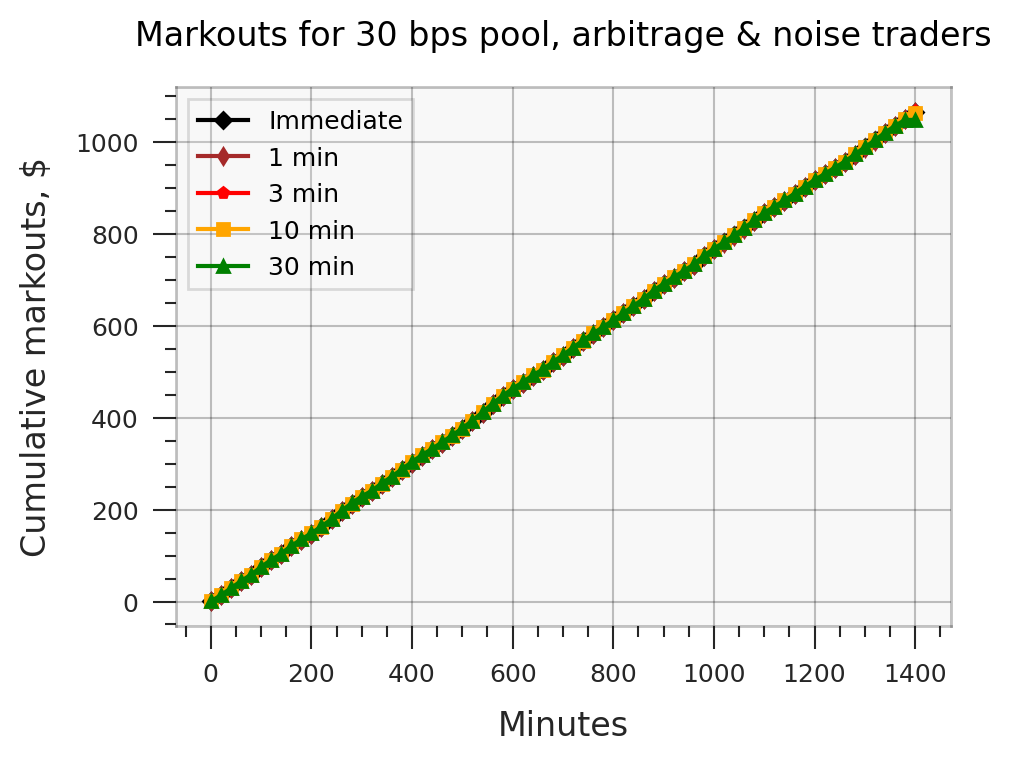 Markouts for 30 bps pool, arbitrage & noise traders
Immediate
1 min
3 min
10 min
30 min
Cumulative markouts, $
1000
800
600
400
200
0
0 200 400 600 800 1000 1200 1400
Minutes